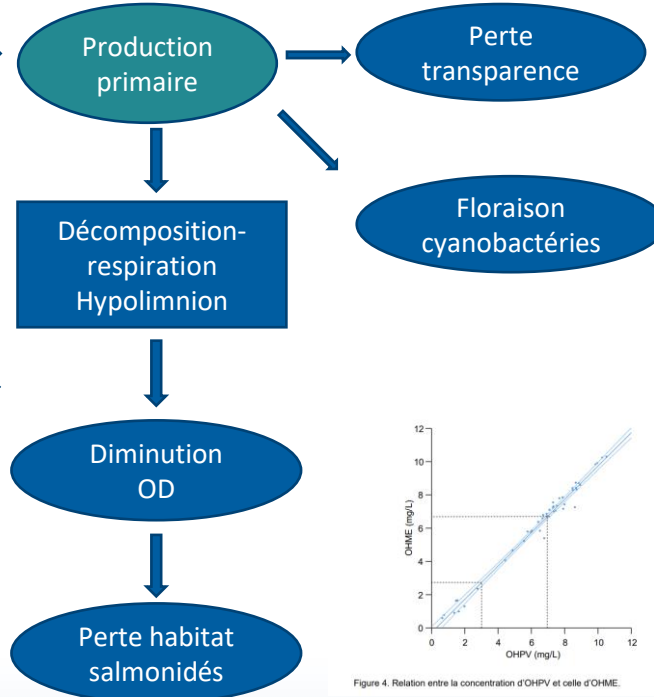 Production
primaire
Perte
transparence
Floraison
cyanobactéries
Décomposition-
respiration
Hypolimnion
Diminution
OD
Perte habitat
salmonidés
12
10
8
6
4
2
0
OHME (mg/L)
0 2 4 6 8 10 12
OHPV (mg/L)
Figure 4. Relation entre la concentration d'OHPV et celle d'OHME.